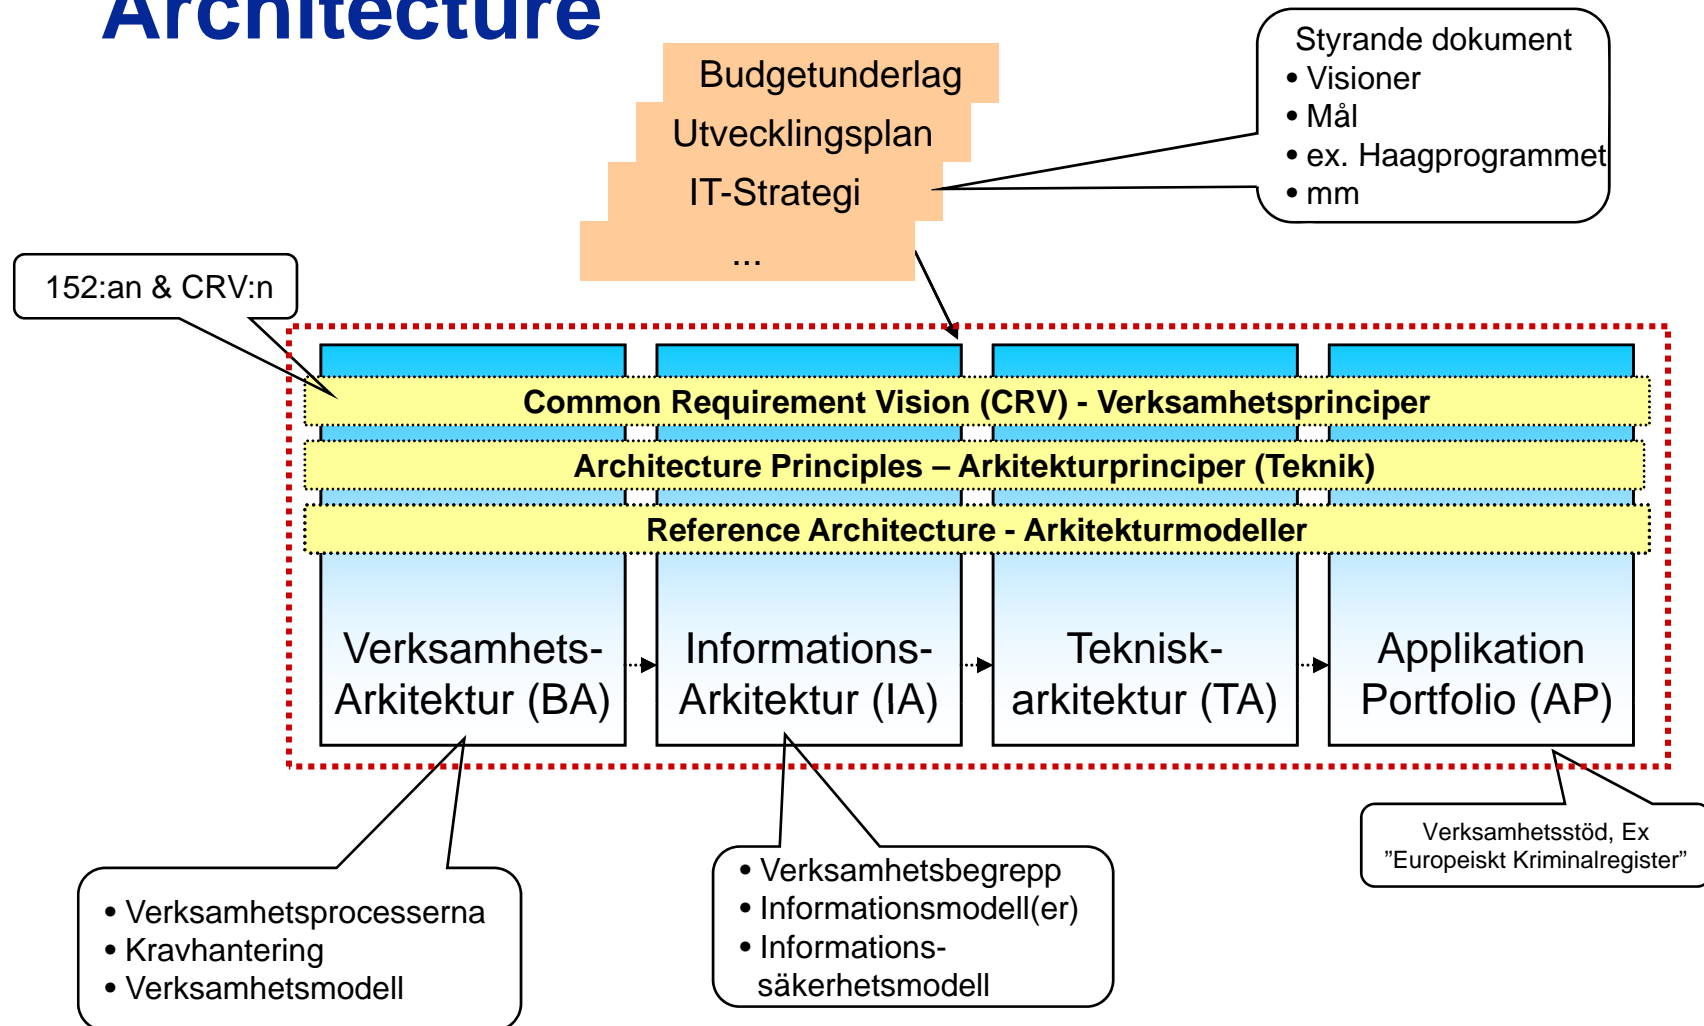 Architecture
Budgetunderlag
Utvecklingsplan
IT-Strategi
...
Styrande dokument
• Visioner
• Mål
• ex. Haagprogrammet
• mm
152:an & CRV:n
Common Requirement Vision (CRV) - Verksamhetsprinciper
Architecture Principles – Arkitekturprinciper (Teknik)
Reference Architecture - Arkitekturmodeller
Verksamhets-
Arkitektur (BA)
Informations-
Arkitektur (IA)
Teknisk-
arkitektur (TA)
Applikation
Portfolio (AP)
• Verksamhetsprocesserna
• Kravhantering
• Verksamhetsmodell
• Verksamhetsbegrepp
• Informationsmodell(er)
• Informations-
säkerhetsmodell
Verksamhetsstöd, Ex
”Europeiskt Kriminalregister”